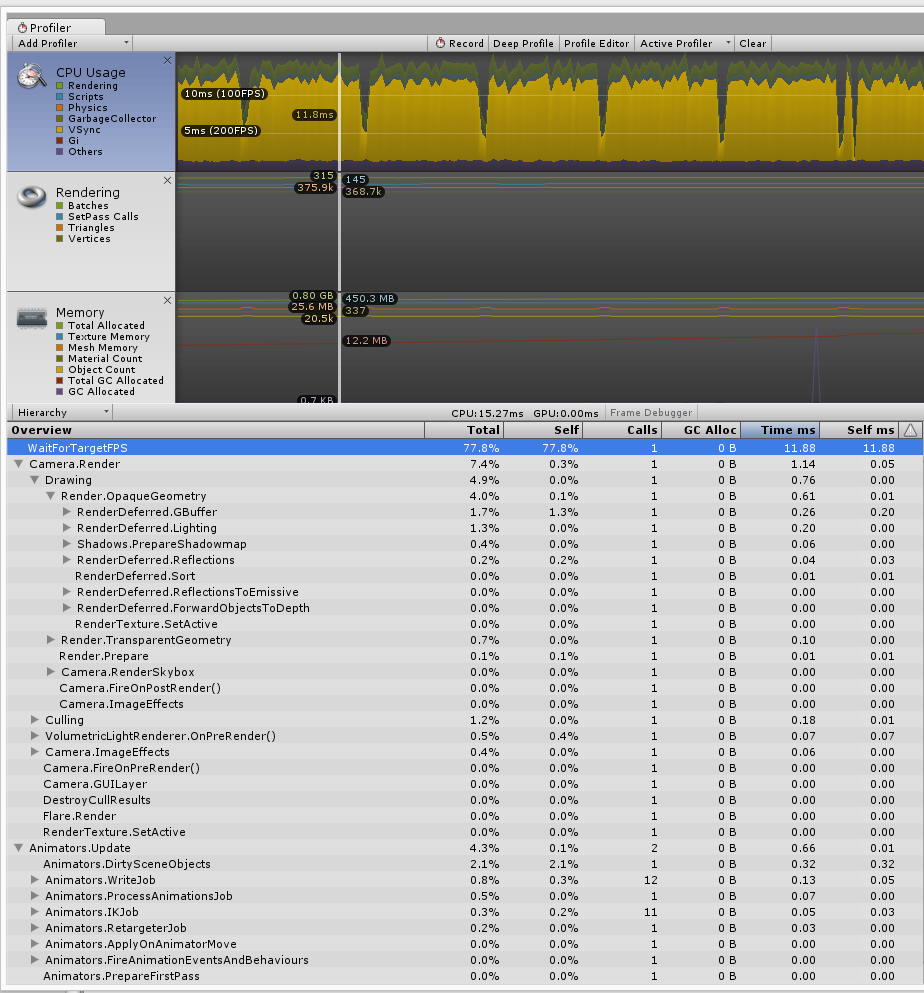 Profiler
Add Profiler Record Deep Profile Profile Editor Active Profiler Clear
CPU Usage
Rendering
Scripts
Physics
GarbageCollector
VSync
Gi
Others
10ms (100FPS)
11.8ms
5ms (200FPS)
Rendering
Batches
SetPass Calls
Triangles
Vertices
315 145
375.9k 368.7k
Memory
Total Allocated
Texture Memory
Mesh Memory
Material Count
Object Count
Total GC Allocated
GC Allocated
0.80 GB 450.3 MB
25.6 MB 337
20.5k
12.2 MB
0.7 KB
Hierarchy CPU:15.27ms GPU:0.00ms Frame Debugger
Overview Total Self Calls GC Alloc Time ms Self ms
WaitForTargetFPS 77.8% 77.8% 1 0 B 11.88 11.88
Camera.Render 7.4% 0.3% 1 0 B 1.14 0.05
Drawing 4.9% 0.0% 1 0 B 0.76 0.00
Render.OpaqueGeometry 4.0% 0.1% 1 0 B 0.61 0.01
RenderDeferred.GBuffer 1.7% 1.3% 1 0 B 0.26 0.20
RenderDeferred.Lighting 1.3% 0.0% 1 0 B 0.20 0.00
Shadows.PrepareShadowmap 0.4% 0.0% 1 0 B 0.06 0.00
RenderDeferred.Reflections 0.2% 0.2% 1 0 B 0.04 0.03
RenderDeferred.Sort 0.0% 0.0% 1 0 B 0.01 0.01
RenderDeferred.ReflectionsToEmissive 0.0% 0.0% 1 0 B 0.00 0.00
RenderDeferred.ForwardObjectsToDepth 0.0% 0.0% 1 0 B 0.00 0.00
RenderTexture.SetActive 0.0% 0.0% 1 0 B 0.00 0.00
Render.TransparentGeometry 0.7% 0.0% 1 0 B 0.10 0.00
Render.Prepare 0.1% 0.1% 1 0 B 0.01 0.01
Camera.RenderSkybox 0.0% 0.0% 1 0 B 0.00 0.00
Camera.FireOnPostRender() 0.0% 0.0% 1 0 B 0.00 0.00
Camera.ImageEffects 0.0% 0.0% 1 0 B 0.00 0.00
Culling 1.2% 0.0% 1 0 B 0.18 0.01
VolumetricLightRenderer.OnPreRender() 0.5% 0.4% 1 0 B 0.07 0.07
Camera.ImageEffects 0.4% 0.0% 1 0 B 0.06 0.00
Camera.FireOnPreRender() 0.0% 0.0% 1 0 B 0.00 0.00
Camera.GUILayer 0.0% 0.0% 1 0 B 0.00 0.00
DestroyCullResults 0.0% 0.0% 1 0 B 0.00 0.00
Flare.Render 0.0% 0.0% 1 0 B 0.00 0.00
RenderTexture.SetActive 0.0% 0.0% 1 0 B 0.00 0.00
Animators.Update 4.3% 0.1% 2 0 B 0.66 0.01
Animators.DirtySceneObjects 2.1% 2.1% 1 0 B 0.32 0.32
Animators.WriteJob 0.8% 0.3% 12 0 B 0.13 0.05
Animators.ProcessAnimationsJob 0.5% 0.0% 1 0 B 0.07 0.00
Animators.IKJob 0.3% 0.2% 11 0 B 0.05 0.03
Animators.RetargeterJob 0.2% 0.0% 1 0 B 0.03 0.00
Animators.ApplyOnAnimatorMove 0.0% 0.0% 1 0 B 0.00 0.00
Animators.FireAnimationEventsAndBehaviours 0.0% 0.0% 1 0 B 0.00 0.00
Animators.PrepareFirstPass 0.0% 0.0% 1 0 B 0.00 0.00